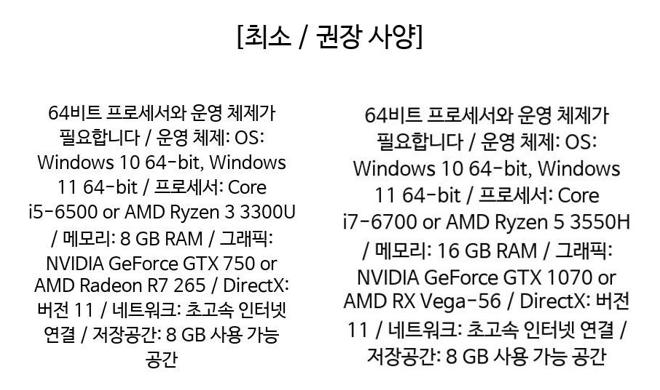 [최소 / 권장 사양]
64비트 프로세서와 운영 체제가
필요합니다 / 운영 체제: OS:
Windows 10 64-bit, Windows
11 64-bit / 프로세서: Core
i5-6500 or AMD Ryzen 3 3300U
/ 메모리: 8 GB RAM / 그래픽:
NVIDIA GeForce GTX 750 or
AMD Radeon R7 265 / DirectX:
버전 11 / 네트워크: 초고속 인터넷
연결 / 저장공간: 8 GB 사용 가능
공간
64비트 프로세서와 운영 체제가
필요합니다 / 운영 체제: OS:
Windows 10 64-bit, Windows
11 64-bit / 프로세서: Core
i7-6700 or AMD Ryzen 5 3550H
/ 메모리: 16 GB RAM / 그래픽:
NVIDIA GeForce GTX 1070 or
AMD RX Vega-56 / DirectX: 버전
11 / 네트워크: 초고속 인터넷 연결 /
저장공간: 8 GB 사용 가능 공간